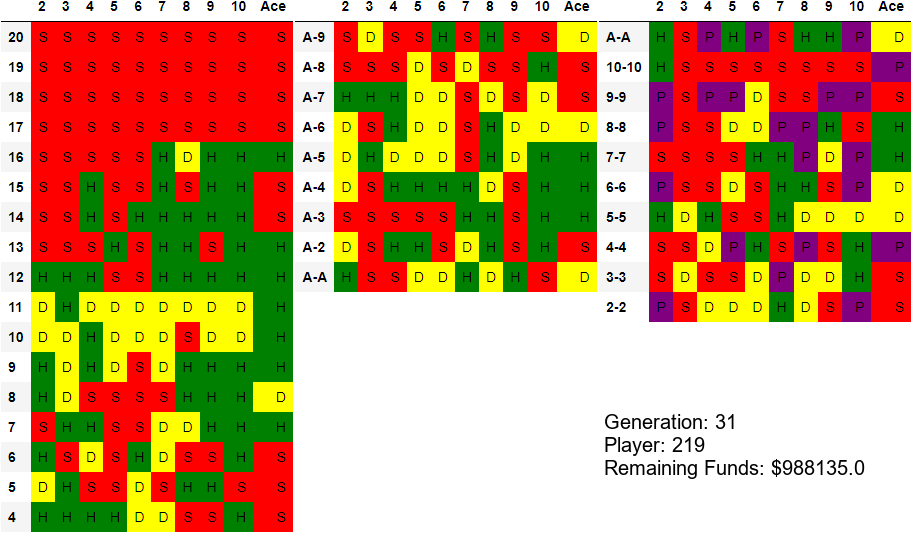 2 3 4 5 6 7 8 9 10 Ace
20 S S S S S S S S S S
19 S S S S S S S S S S
18 S S S S S S S S S S
17 S S S S S S S S S S
16 S S S S S H D H H H
15 S S H S S H S H H S
14 S S H S H H H H H S
13 S S S H S H H S H H
12 H H H S S H H H H H
11 D H D D D D D D D H
10 D D H D D D S D D H
9 H D H D S D H H H H
8 H D S S S S H H H D
7 S H H S S D D H H H
6 H S D S H D S S H S
5 D H S S D S H H S S
4 H H H H D D S S H S
2 3 4 5 6 7 8 9 10 Ace
A-9 S D S S H S H S S D
A-8 S S S D S D S S H S
A-7 H H H D D S D S D S
A-6 D S H D D S H D D D
A-5 D H D D D S H D H H
A-4 D S H H H H D S H H
A-3 S S S S S H H S H H
A-2 D S H H S D H S H S
A-A H S S D D H D H S D
2 3 4 5 6 7 8 9 10 Ace
A-A H S P H P S H H P D
10-10 H S S S S S S S S P
9-9 P S P P D S S P P S
8-8 P S S D D P P H S H
7-7 S S S S H H P D P H
6-6 P S S D S H H S P D
5-5 H D H S S H D D D D
4-4 S S D P H S P S H P
3-3 S D S S D P D D H S
2-2 P S D D D H D S P S
Generation: 31
Player: 219
Remaining Funds: $988135.0